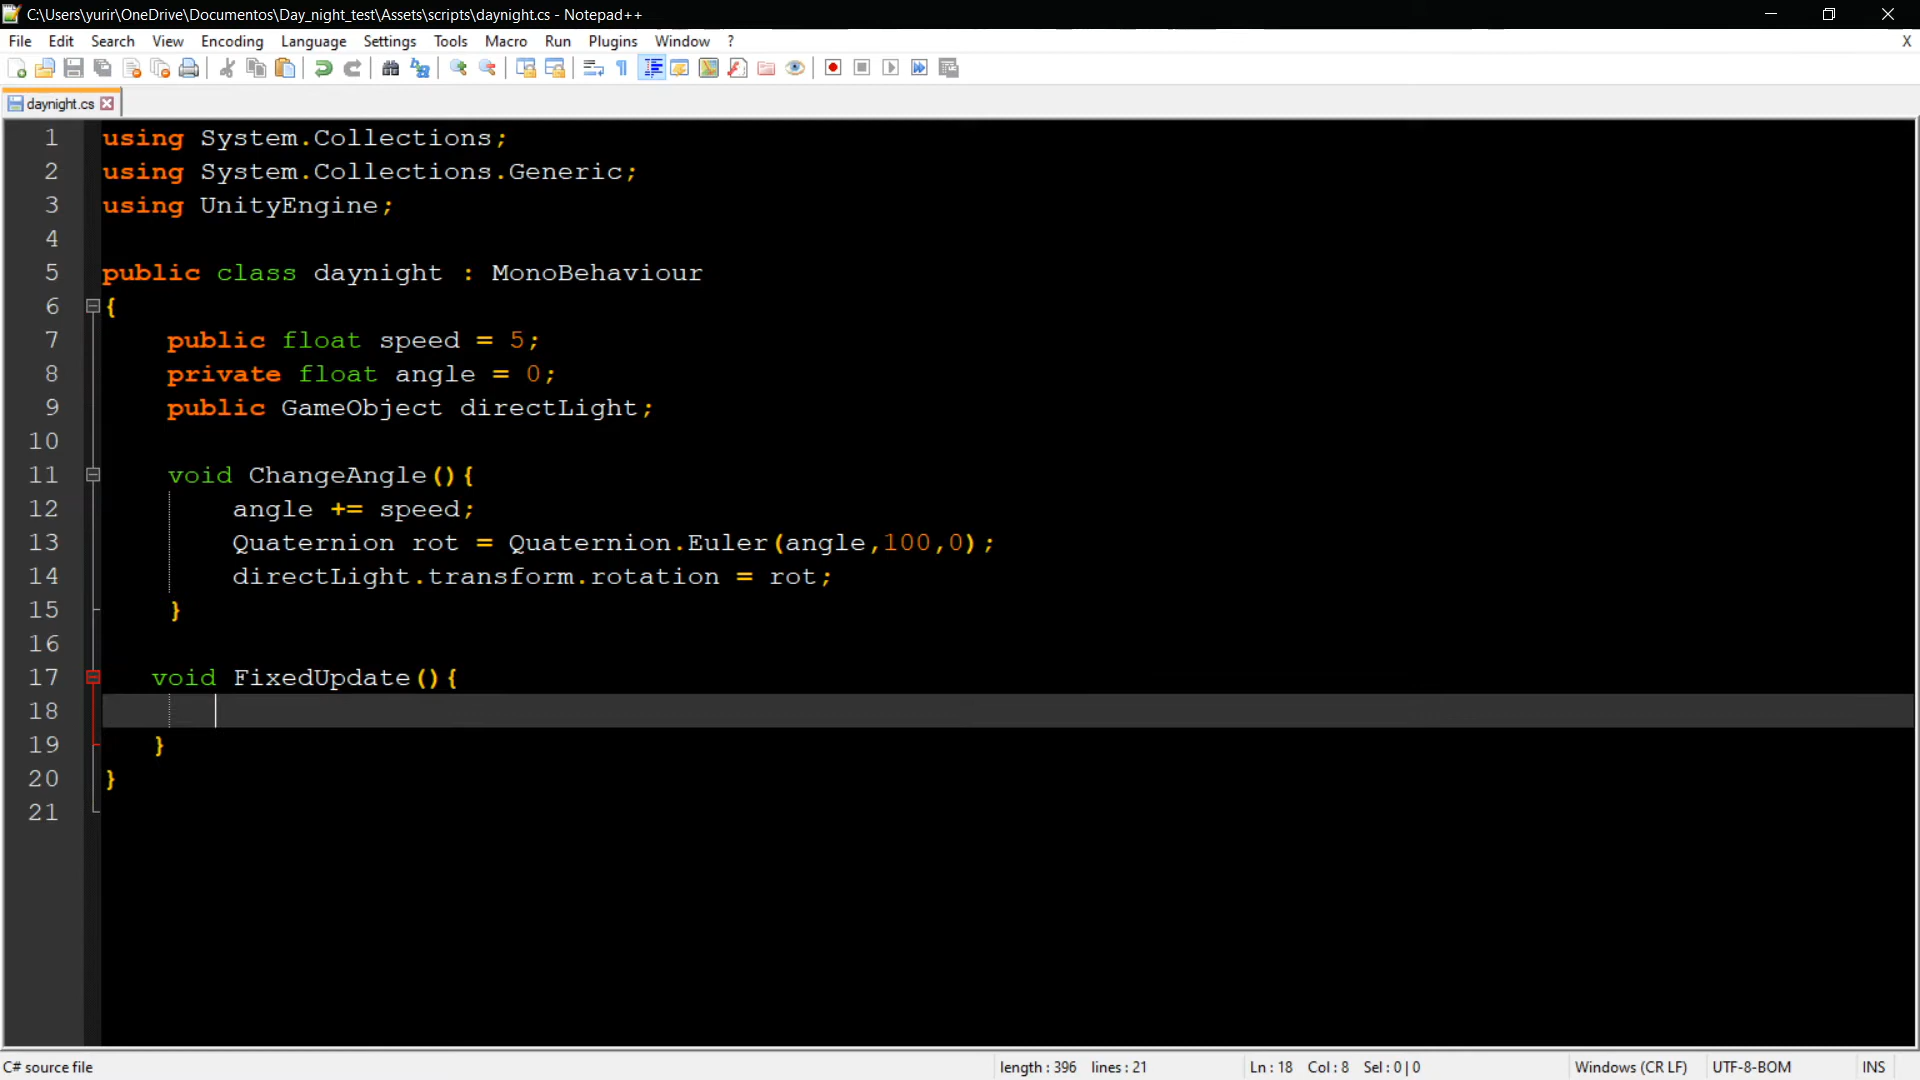 C:\Users\yurir\OneDrive\Documentos\Day_night_test\Assets\scripts\daynight.cs - Notepad++
File Edit Search View Encoding Language Settings Tools Macro Run Plugins Window ? X
daynight.cs
1 using System.Collections;
2 using System.Collections.Generic;
3 using UnityEngine;
4
5 public class daynight : MonoBehaviour
6 {
7 public float speed = 5;
8 private float angle = 0;
9 public GameObject directLight;
10
11 void ChangeAngle(){
12 angle += speed;
13 Quaternion rot = Quaternion.Euler(angle,100,0);
14 directLight.transform.rotation = rot;
15 }
16
17 void FixedUpdate(){
18
19 }
20 }
21
C# source file length : 396 lines : 21 Ln : 18 Col : 8 Sel : 0 | 0 Windows (CR LF) UTF-8-BOM INS